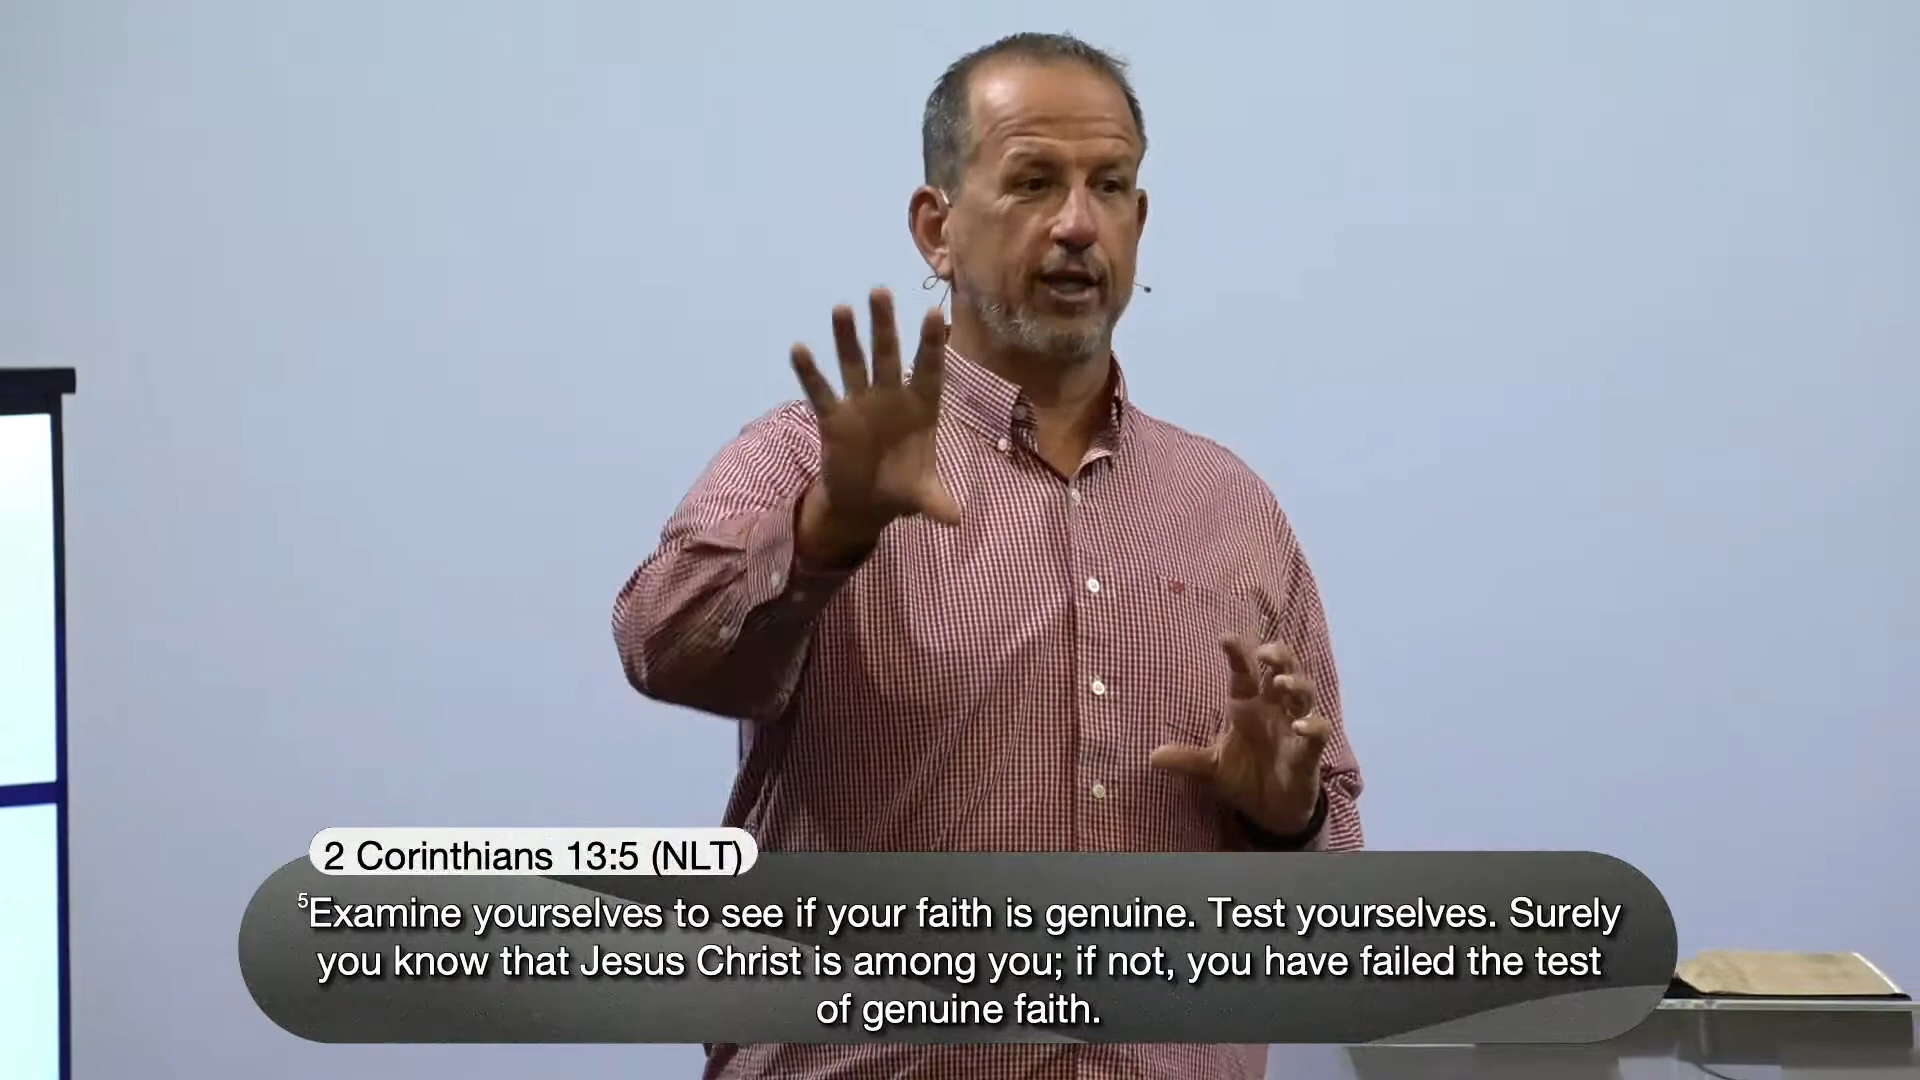 2 Corinthians 13:5 (NLT)
⁵Examine yourselves to see if your faith is genuine. Test yourselves. Surely
you know that Jesus Christ is among you; if not, you have failed the test
of genuine faith.